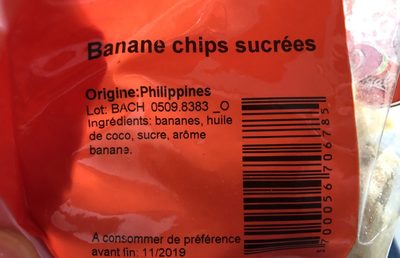 Banane chips sucrées
Origine:Philippines
Lot: BACH 0509.8383 _O
Ingrédients: bananes, huile
de coco, sucre, arôme
banane.
A consommer de préférence
avant fin: 11/2019
3700056706785